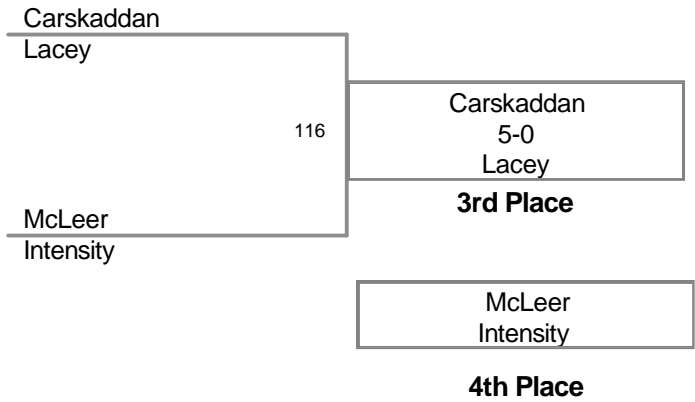 Carskaddan
Lacey
116
Carskaddan
5-0
Lacey
3rd Place
McLeer
Intensity
McLeer
Intensity
4th Place